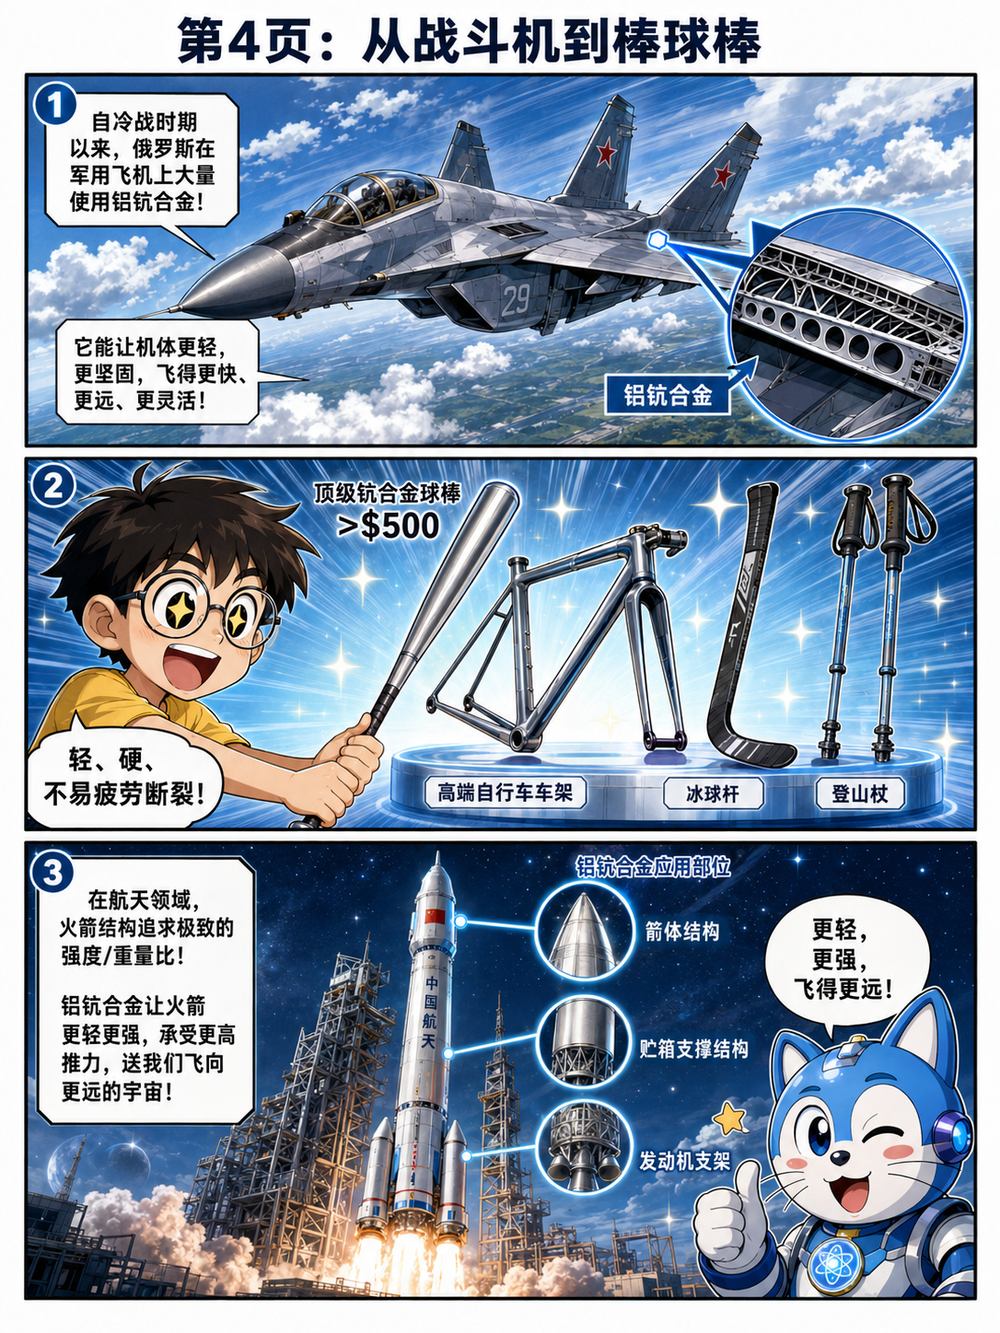 第4页：从战斗机到棒球棒
1
自冷战时期
以来，俄罗斯在
军用飞机上大量
使用铝钪合金！
29
它能让机体更轻，
更坚固，飞得更快、
更远、更灵活！
铝钪合金
2
顶级钪合金球棒
>$500
轻、硬、
不易疲劳断裂！
高端自行车车架
冰球杆
登山杖
3
在航天领域，
火箭结构追求极致的
强度/重量比！
铝钪合金让火箭
更轻更强，承受更高
推力，送我们飞向
更远的宇宙！
中国航天
铝钪合金应用部位
箭体结构
贮箱支撑结构
发动机支架
更轻，
更强，
飞得更远！